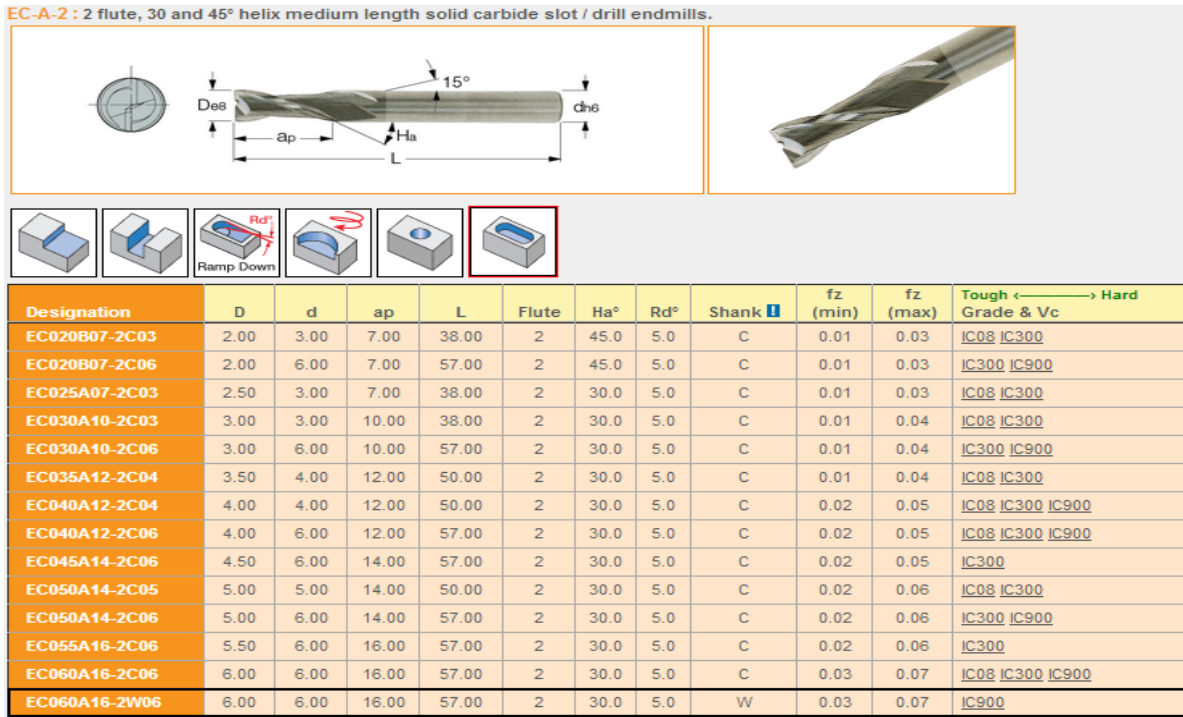 EC-A-2 : 2 flute, 30 and 45° helix medium length solid carbide slot / drill endmills.
15°
De8
dh6
ap
Ha
L
Rd°
Ramp Down
Designation D d ap L Flute Ha° Rd° Shank fz (min) fz (max) Tough <————> Hard Grade & Vc
EC020B07-2C03 2.00 3.00 7.00 38.00 2 45.0 5.0 C 0.01 0.03 IC08 IC300
EC020B07-2C06 2.00 6.00 7.00 57.00 2 45.0 5.0 C 0.01 0.03 IC300 IC900
EC025A07-2C03 2.50 3.00 7.00 38.00 2 30.0 5.0 C 0.01 0.03 IC08 IC300
EC030A10-2C03 3.00 3.00 10.00 38.00 2 30.0 5.0 C 0.01 0.04 IC08 IC300
EC030A10-2C06 3.00 6.00 10.00 57.00 2 30.0 5.0 C 0.01 0.04 IC300 IC900
EC035A12-2C04 3.50 4.00 12.00 50.00 2 30.0 5.0 C 0.01 0.04 IC08 IC300
EC040A12-2C04 4.00 4.00 12.00 50.00 2 30.0 5.0 C 0.02 0.05 IC08 IC300 IC900
EC040A12-2C06 4.00 6.00 12.00 57.00 2 30.0 5.0 C 0.02 0.05 IC08 IC300 IC900
EC045A14-2C06 4.50 6.00 14.00 57.00 2 30.0 5.0 C 0.02 0.06 IC300
EC050A14-2C05 5.00 5.00 14.00 50.00 2 30.0 5.0 C 0.02 0.06 IC08 IC300
EC050A14-2C06 5.00 6.00 14.00 57.00 2 30.0 5.0 C 0.02 0.06 IC300 IC900
EC055A16-2C06 5.50 6.00 16.00 57.00 2 30.0 5.0 C 0.02 0.06 IC300
EC060A16-2C06 6.00 6.00 16.00 57.00 2 30.0 5.0 C 0.03 0.07 IC08 IC300 IC900
EC060A16-2W06 6.00 6.00 16.00 57.00 2 30.0 5.0 W 0.03 0.07 IC900